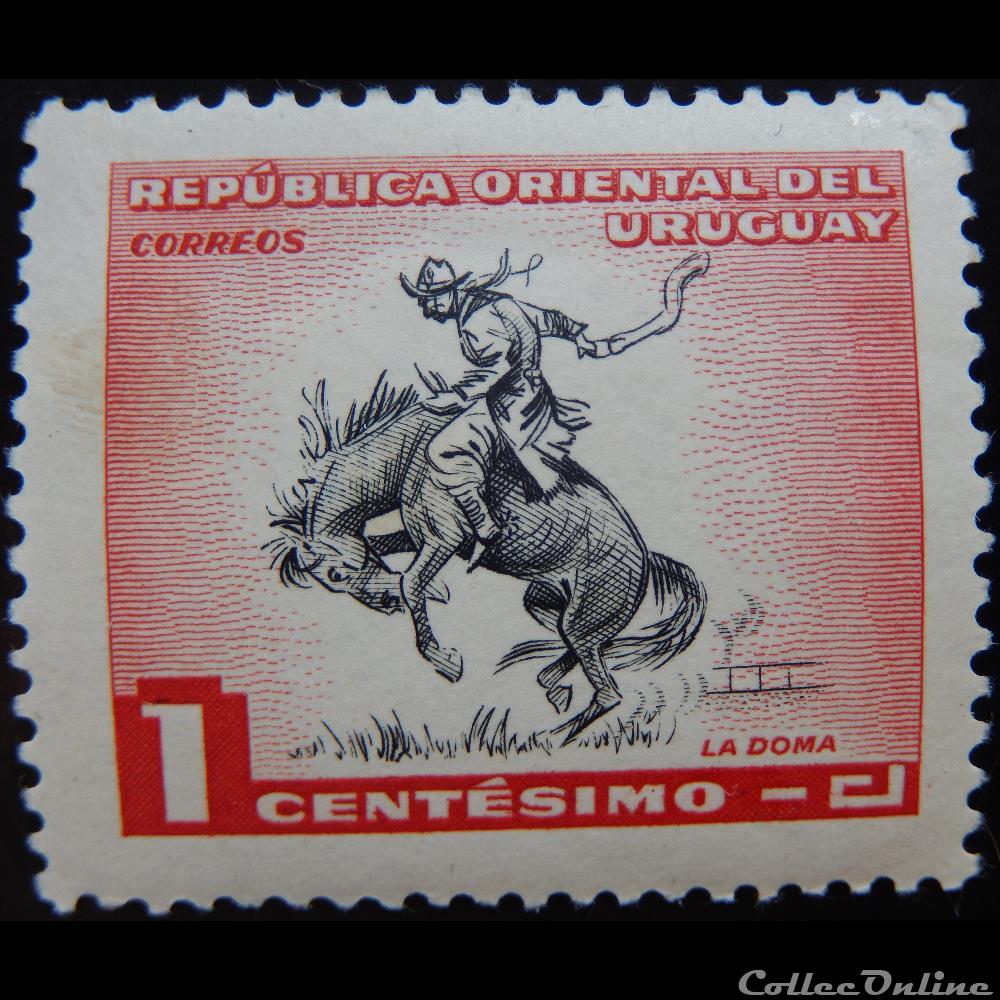 REPÚBLICA ORIENTAL DEL
URUGUAY
CORREOS
LA DOMA
1 CENTÉSIMO
CollecOnline